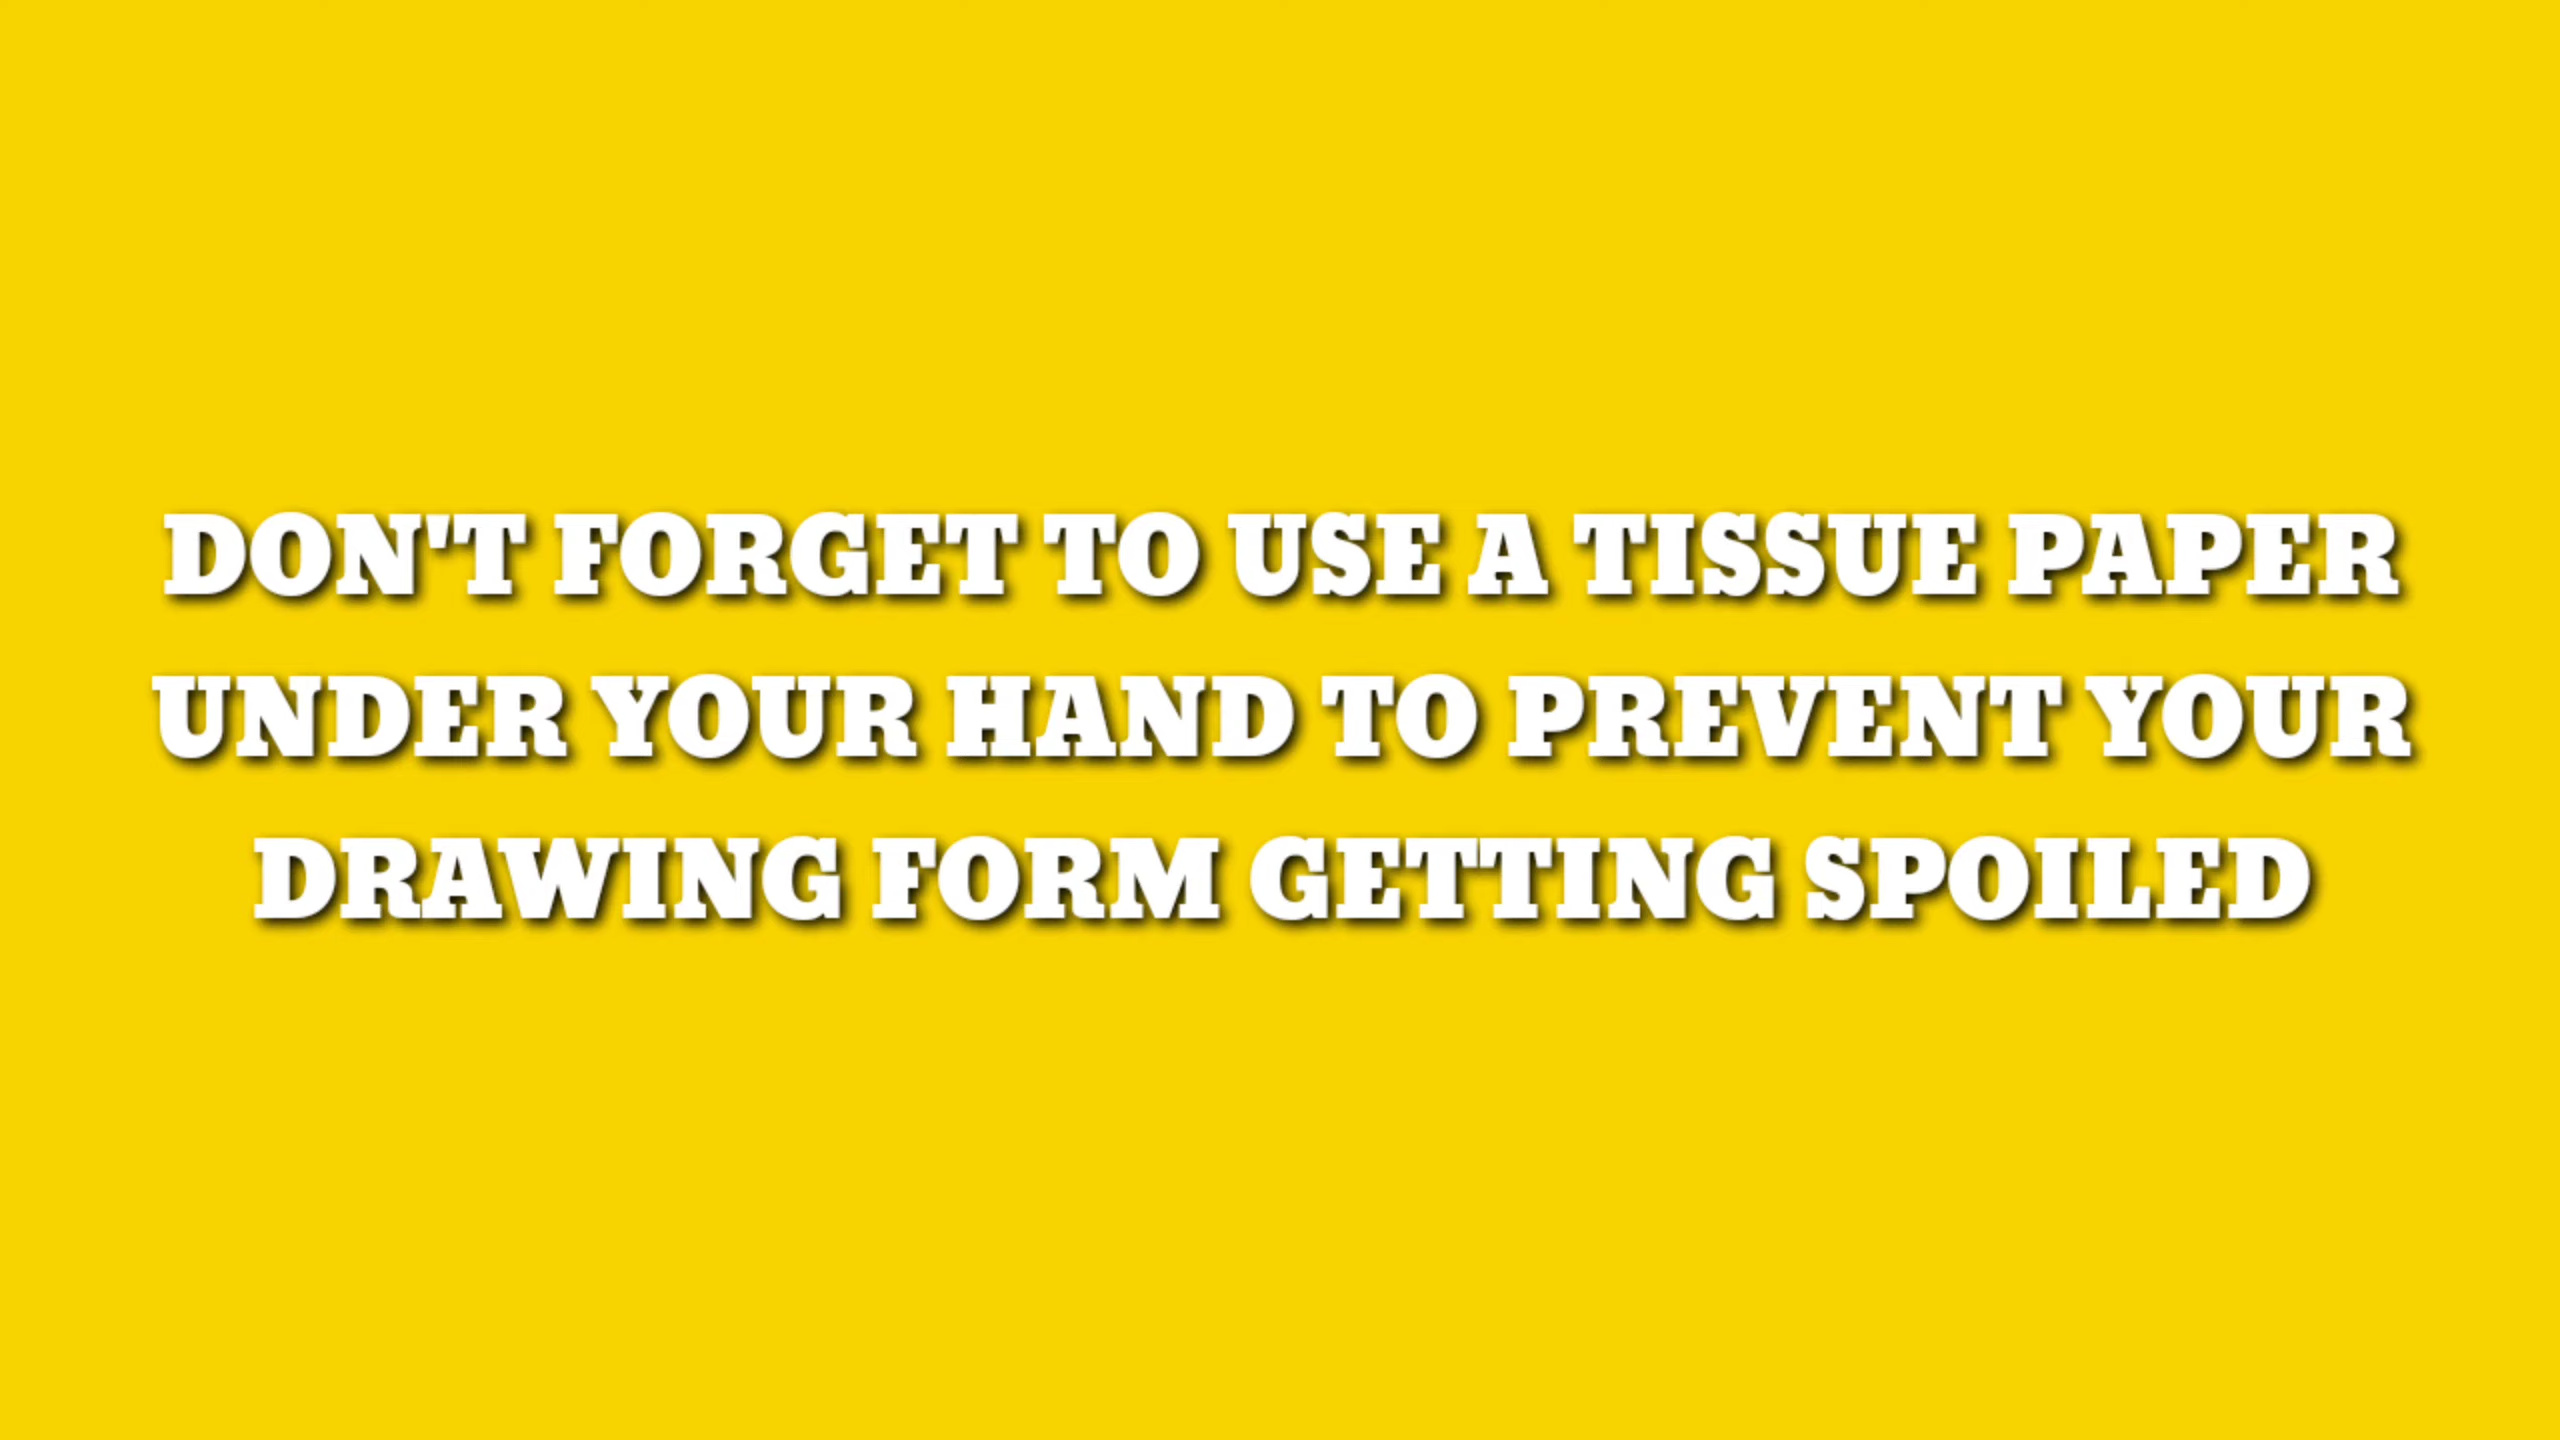 DON'T FORGET TO USE A TISSUE PAPER
UNDER YOUR HAND TO PREVENT YOUR
DRAWING FORM GETTING SPOILED